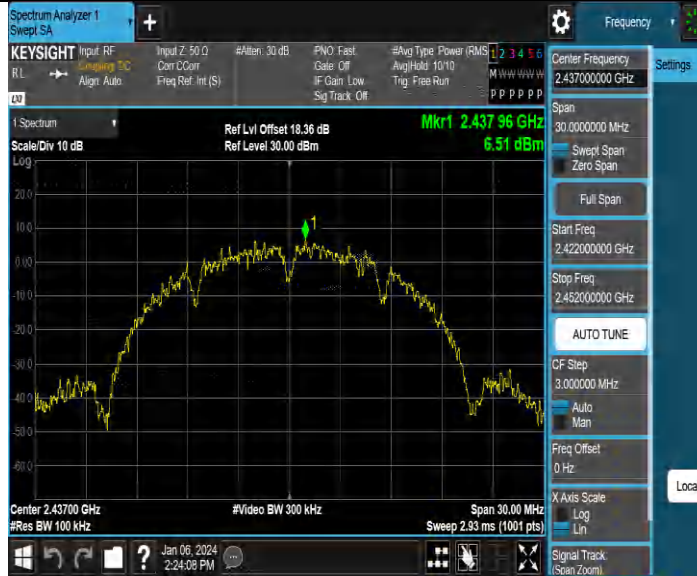 Spectrum Analyzer 1
Swept SA
+
Frequency
KEYSIGHT
Input: RF
Coupling: DC
Align: Auto
Input Z: 50 Ω
Corr CCorr
Freq Ref: Int (S)
#Atten: 30 dB
PNO: Fast
Gate: Off
IF Gain: Low
Sig Track: Off
#Avg Type: Power (RMS
Avg|Hold: 10/10
Trig: Free Run
1 2 3 4 5 6
M W W W W W
P P P P P P
RL
LXI
1 Spectrum
Scale/Div 10 dB
Log
Ref Lvl Offset 18.36 dB
Ref Level 30.00 dBm
Mkr1 2.437 96 GHz
6.51 dBm
1
20.0
10.0
0.00
-10.0
-20.0
-30.0
-40.0
-50.0
-60.0
Center 2.43700 GHz
#Res BW 100 kHz
#Video BW 300 kHz
Span 30.00 MHz
Sweep 2.93 ms (1001 pts)
Jan 06, 2024
2:24:08 PM
?
Center Frequency
2.437000000 GHz
Span
30.0000000 MHz
Swept Span
Zero Span
Full Span
Start Freq
2.422000000 GHz
Stop Freq
2.452000000 GHz
AUTO TUNE
CF Step
3.000000 MHz
Auto
Man
Freq Offset
0 Hz
X Axis Scale
Log
Lin
Signal Track
(Span Zoom)
Settings
Loca